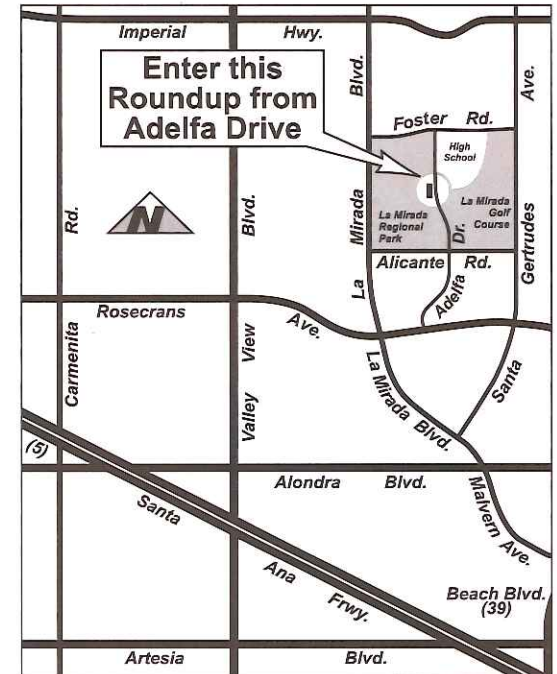 Imperial Hwy.
Enter this
Roundup from
Adelfa Drive
Blvd.
Ave.
Foster Rd.
High
School
Rd.
N
Blvd.
Mirada
La Mirada
Regional
Park
La Mirada
Golf
Course
Dr.
Gertrudes
Alicante Rd.
La
Adelfa
Rosecrans Ave.
Carmenita
View
Valley
La Mirada Blvd.
Santa
(5)
Alondra Blvd.
Malvern Ave.
Santa Ana Frwy.
Beach Blvd.
(39)
Artesia Blvd.